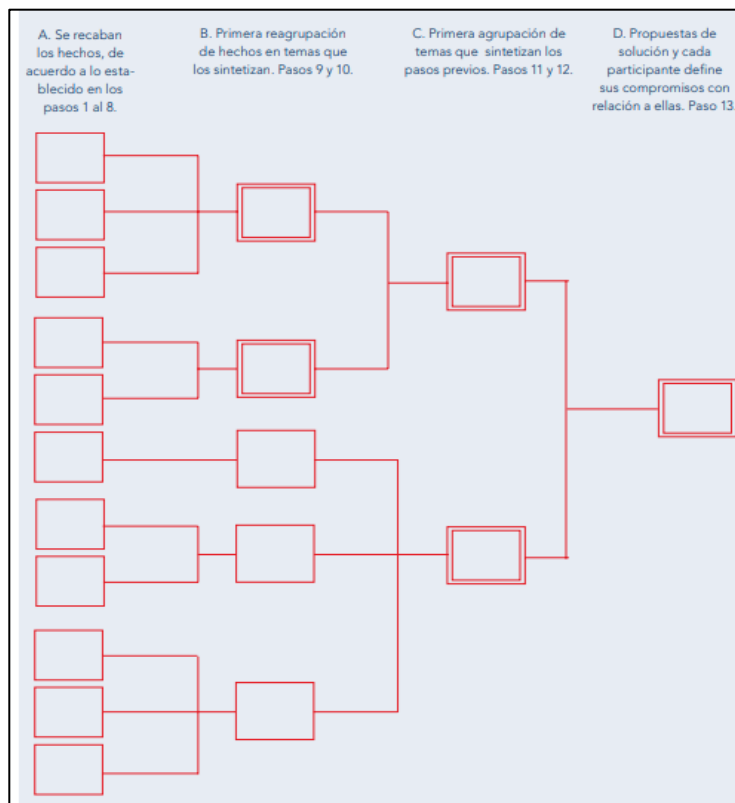 A. Se recaban
los hechos, de
acuerdo a lo esta-
blecido en los
pasos 1 al 8.
B. Primera reagrupación
de hechos en temas que
los sintetizan. Pasos 9 y 10.
C. Primera agrupación de
temas que sintetizan los
pasos previos. Pasos 11 y 12.
D. Propuestas de
solución y cada
participante define
sus compromisos con
relación a ellas. Paso 13.